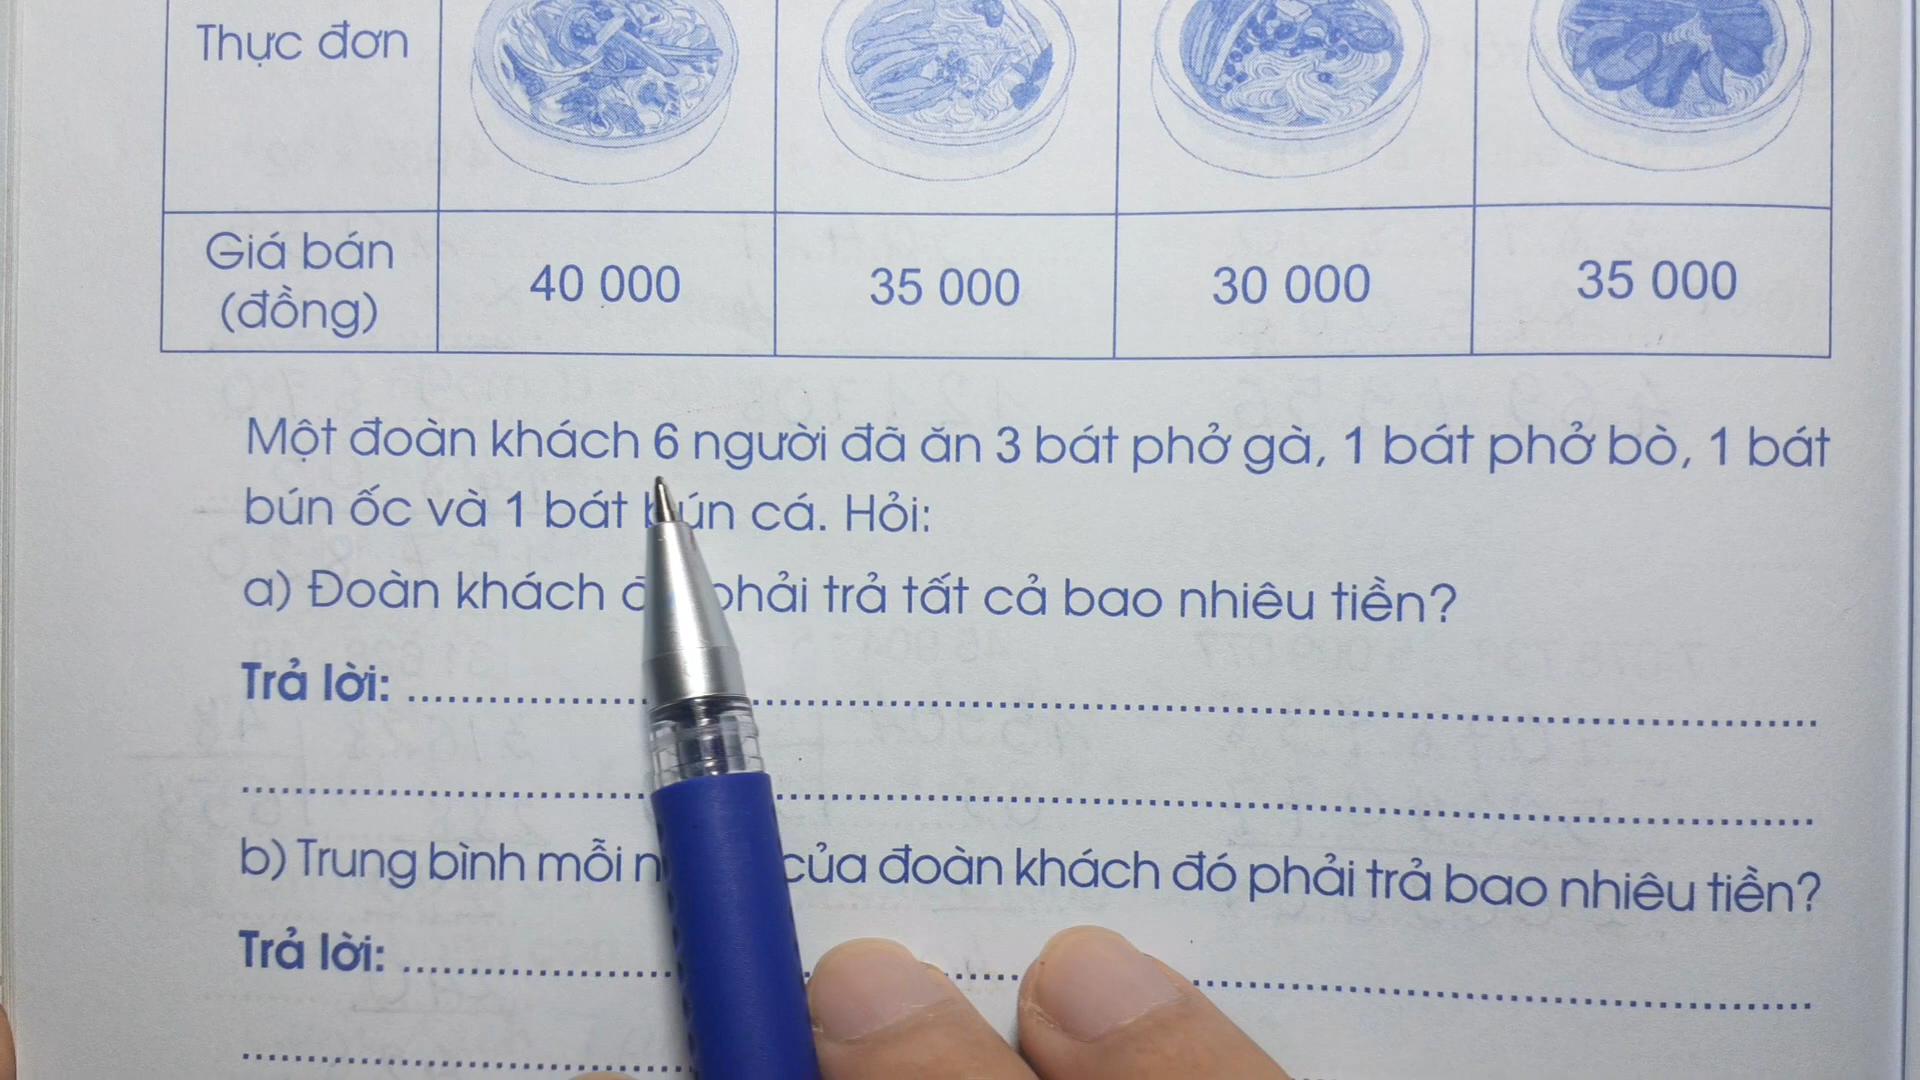 Thực đơn
Giá bán
(đồng)
40 000
35 000
30 000
35 000
Một đoàn khách 6 người đã ăn 3 bát phở gà, 1 bát phở bò, 1 bát
bún ốc và 1 bát bún cá. Hỏi:
a) Đoàn khách phải trả tất cả bao nhiêu tiền?
Trả lời:
b) Trung bình mỗi của đoàn khách đó phải trả bao nhiêu tiền?
Trả lời: